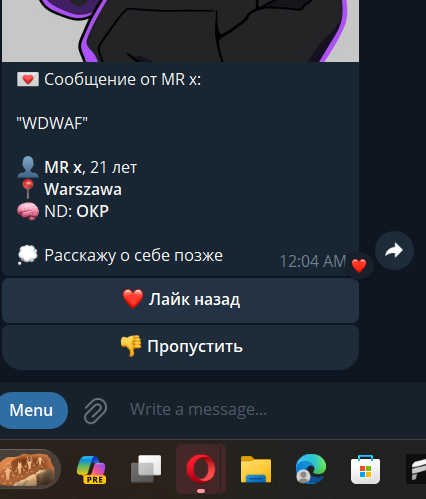 💌 Сообщение от MR x:
"WDWAF"
👤 MR x, 21 лет
📍 Warszawa
🧠 ND: ОКР
💭 Расскажу о себе позже
12:04 AM
❤️ Лайк назад
👎 Пропустить
Menu
Write a message...
PRE